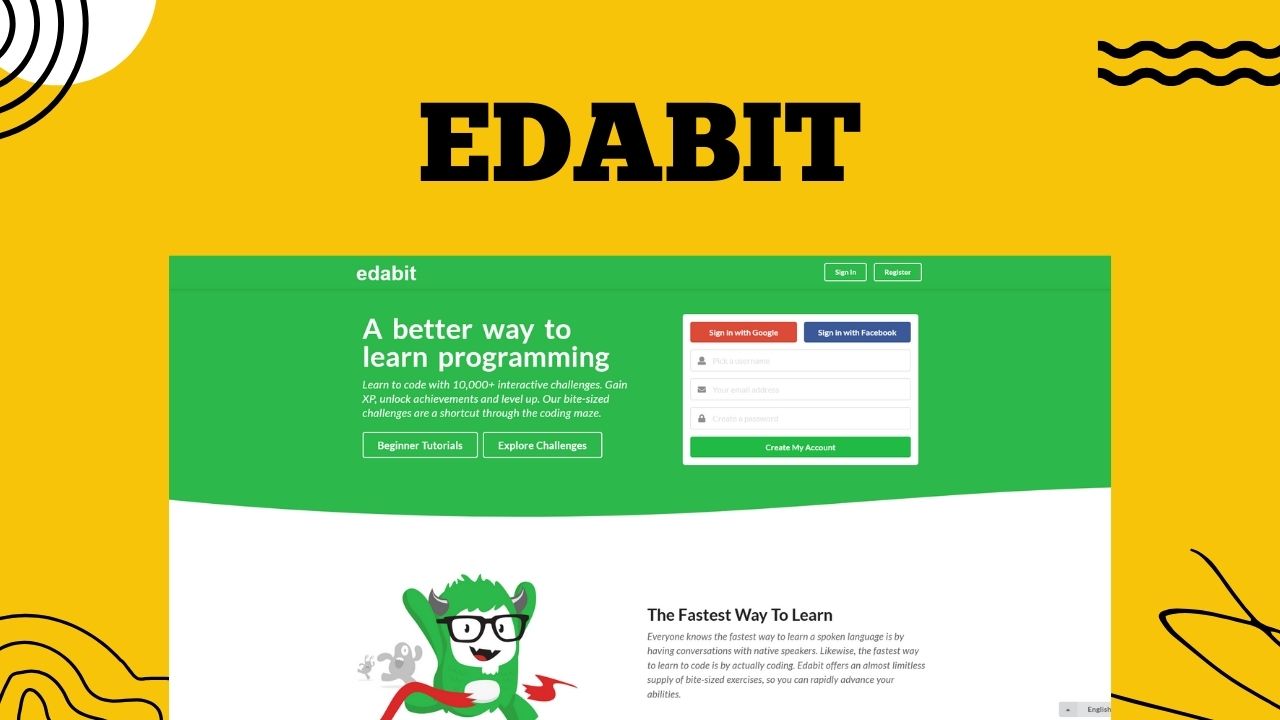 EDABIT
edabit
Sign In
Register
A better way to
learn programming
Learn to code with 10,000+ interactive challenges. Gain
XP, unlock achievements and level up. Our bite-sized
challenges are a shortcut through the coding maze.
Beginner Tutorials
Explore Challenges
Sign in with Google
Sign in with Facebook
Pick a username
Your email address
Create a password
Create My Account
The Fastest Way To Learn
Everyone knows the fastest way to learn a spoken language is by
having conversations with native speakers. Likewise, the fastest way
to learn to code is by actually coding. Edabit offers an almost limitless
supply of bite-sized exercises, so you can rapidly advance your
abilities.
English